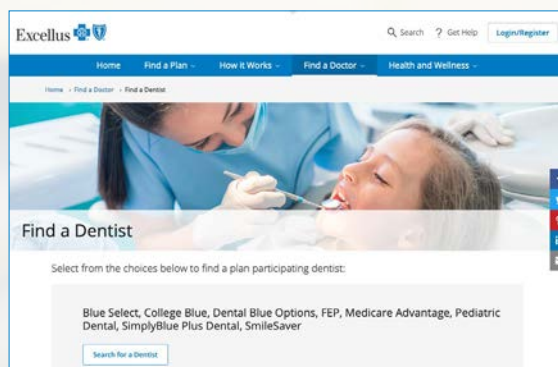 Excellus
Search ? Get Help Login/Register
Home Find a Plan How it Works Find a Doctor Health and Wellness
Home › Find a Doctor › Find a Dentist
Find a Dentist
Select from the choices below to find a plan participating dentist:
Blue Select, College Blue, Dental Blue Options, FEP, Medicare Advantage, Pediatric
Dental, SimplyBlue Plus Dental, SmileSaver
Search for a Dentist